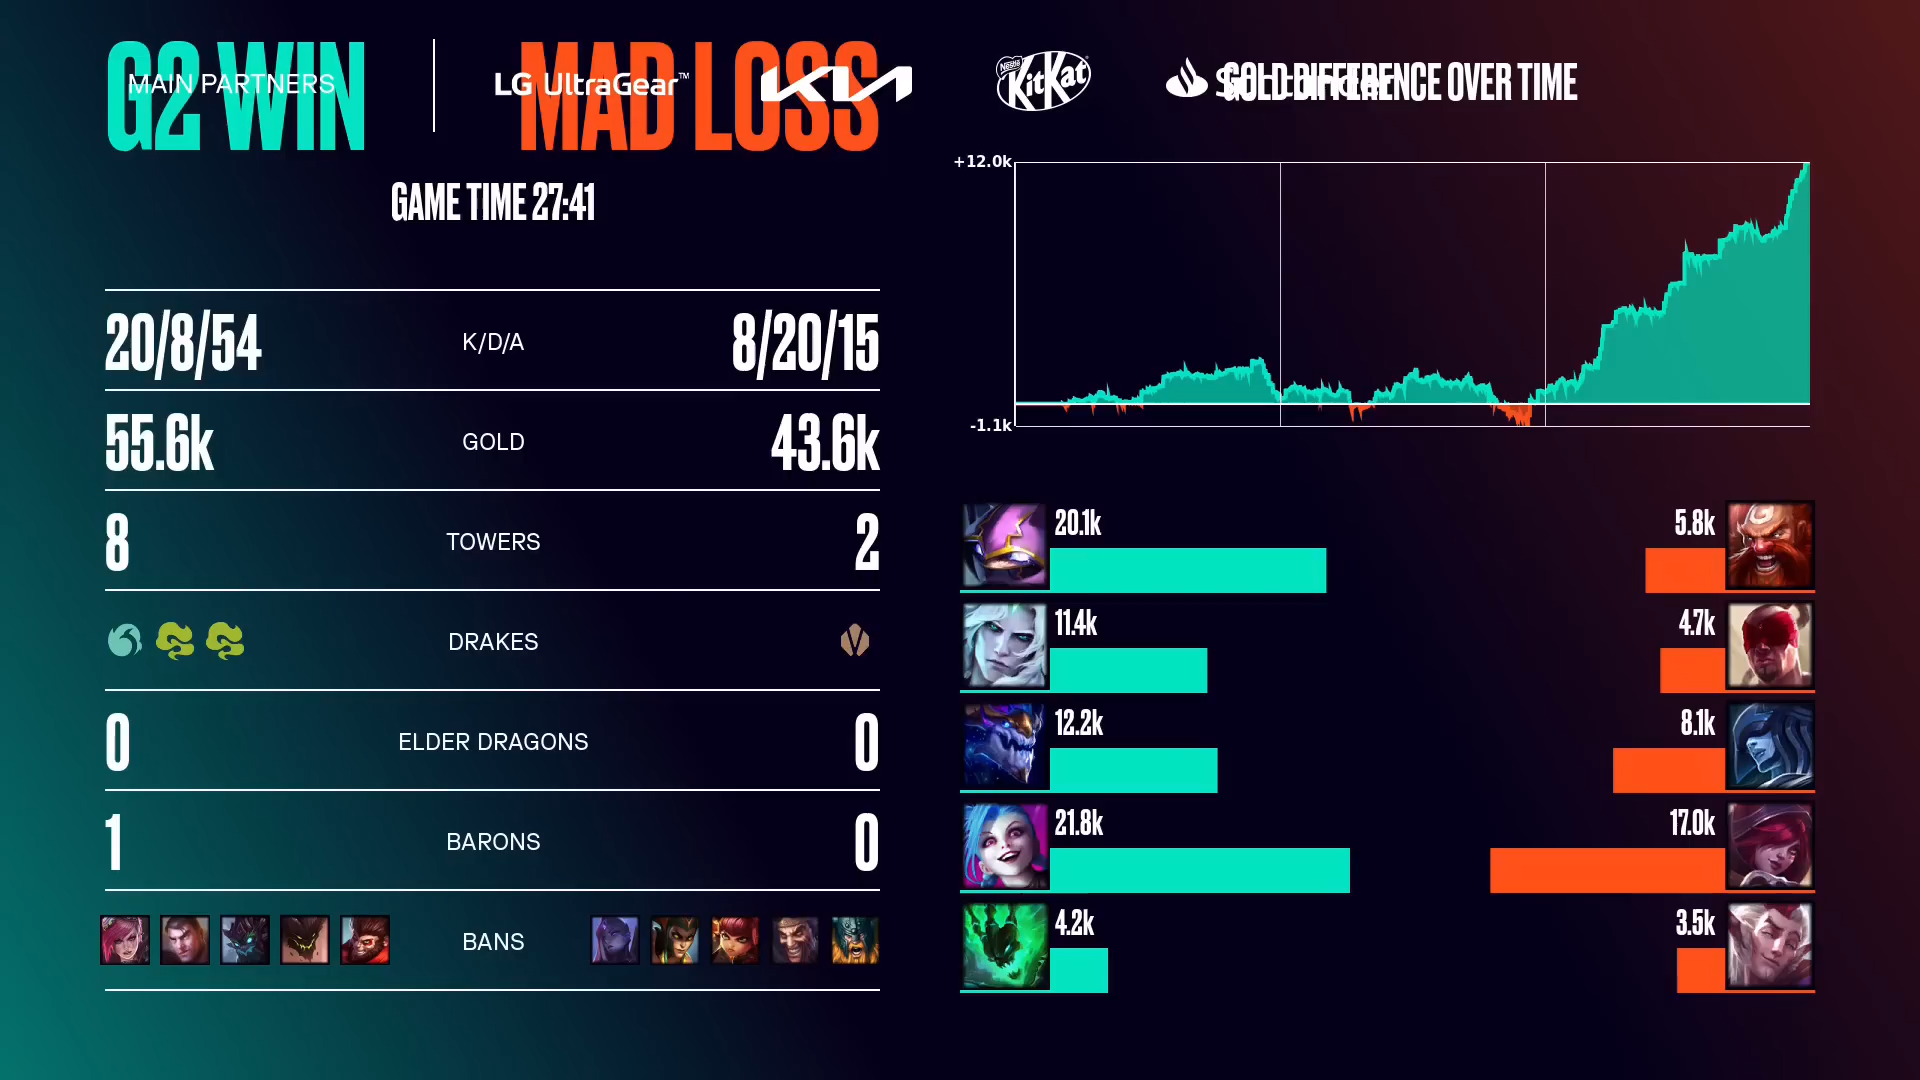 G2 WIN
MAD LOSS
MAIN PARTNERS
LG UltraGear™
KIA
Nestlé
KitKat
GOLD DIFFERENCE OVER TIME
GAME TIME 27:41
+12.0k
-1.1k
20/8/54 K/D/A 8/20/15
55.6k GOLD 43.6k
8 TOWERS 2
DRAKES
0 ELDER DRAGONS 0
1 BARONS 0
BANS
20.1k 5.8k
11.4k 4.7k
12.2k 8.1k
21.8k 17.0k
4.2k 3.5k